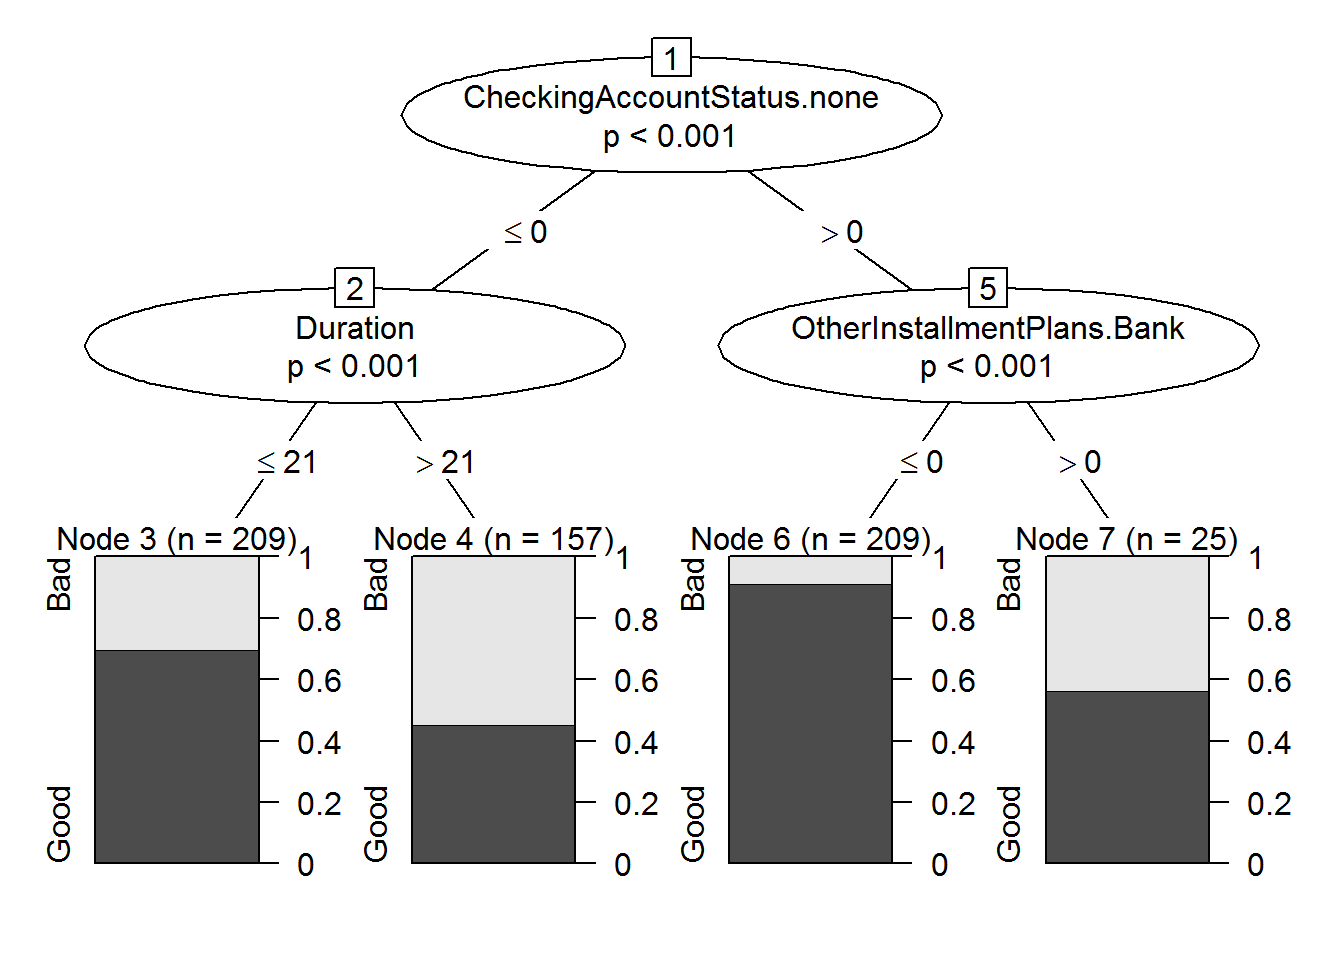 1
CheckingAccountStatus.none
p < 0.001
≤ 0
> 0
2
Duration
p < 0.001
5
OtherInstallmentPlans.Bank
p < 0.001
≤ 21
> 21
≤ 0
> 0
Node 3 (n = 209)
Bad
Good
1
0.8
0.6
0.4
0.2
0
Node 4 (n = 157)
Bad
Good
1
0.8
0.6
0.4
0.2
0
Node 6 (n = 209)
Bad
Good
1
0.8
0.6
0.4
0.2
0
Node 7 (n = 25)
Bad
Good
1
0.8
0.6
0.4
0.2
0